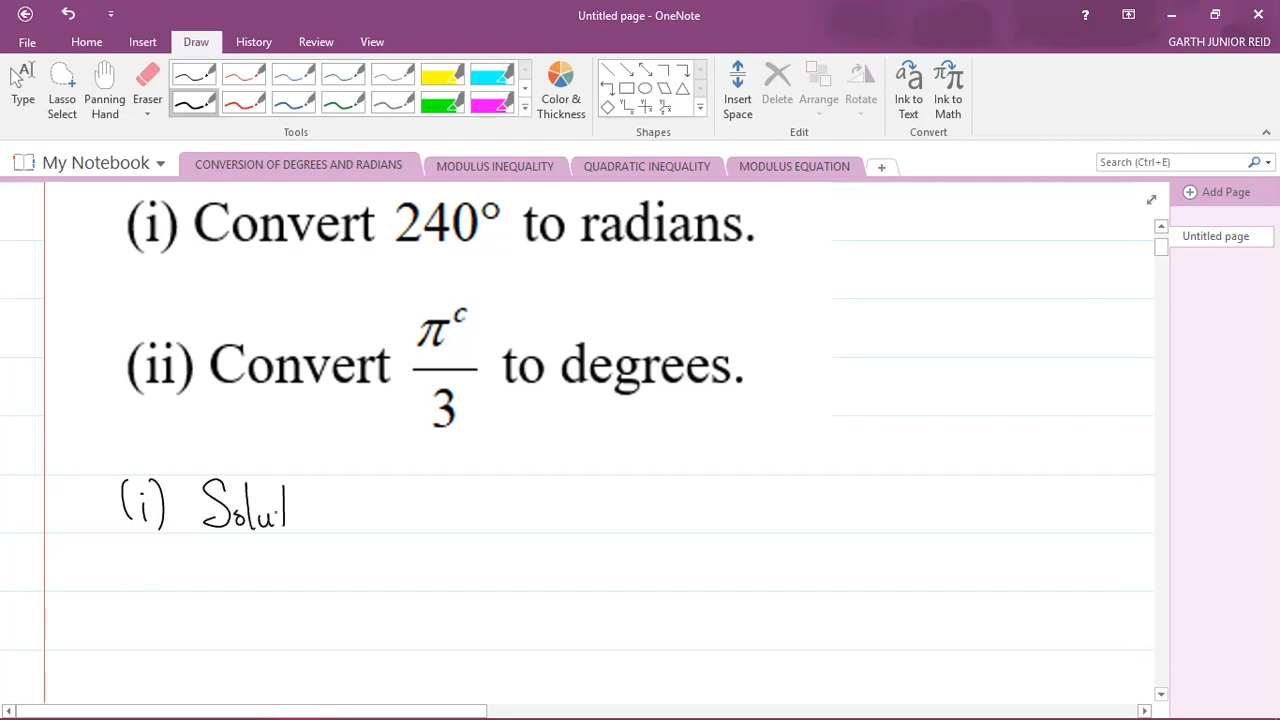 Untitled page - OneNote
?
File Home Insert Draw History Review View
GARTH JUNIOR REID
Type
Lasso Select
Panning Hand
Eraser
Color & Thickness
Insert Space
Delete
Arrange
Rotate
Ink to Text
Ink to Math
Tools
Shapes
Edit
Convert
My Notebook
CONVERSION OF DEGREES AND RADIANS
MODULUS INEQUALITY
QUADRATIC INEQUALITY
MODULUS EQUATION
Search (Ctrl+E)
Add Page
Untitled page
(i) Convert 240° to radians.
(ii) Convert π^c/3 to degrees.
(i) Solul